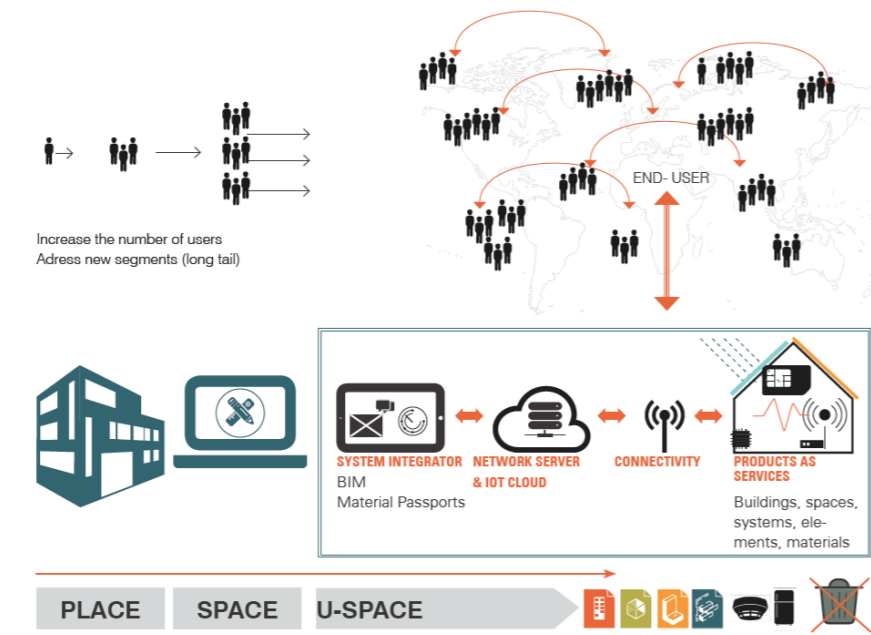 END- USER
Increase the number of users
Adress new segments (long tail)
SYSTEM INTEGRATOR
BIM
Material Passports
NETWORK SERVER
& IOT CLOUD
CONNECTIVITY
PRODUCTS AS
SERVICES
Buildings, spaces,
systems, ele-
ments, materials
PLACE
SPACE
U-SPACE